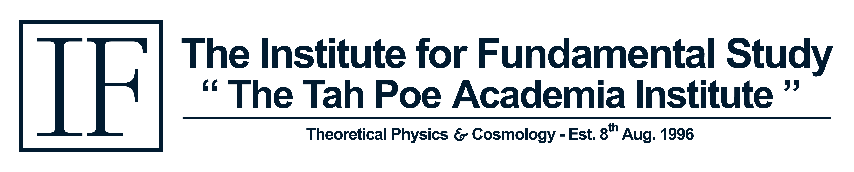 IF
The Institute for Fundamental Study
“ The Tah Poe Academia Institute ”
Theoretical Physics & Cosmology - Est. 8th Aug. 1996